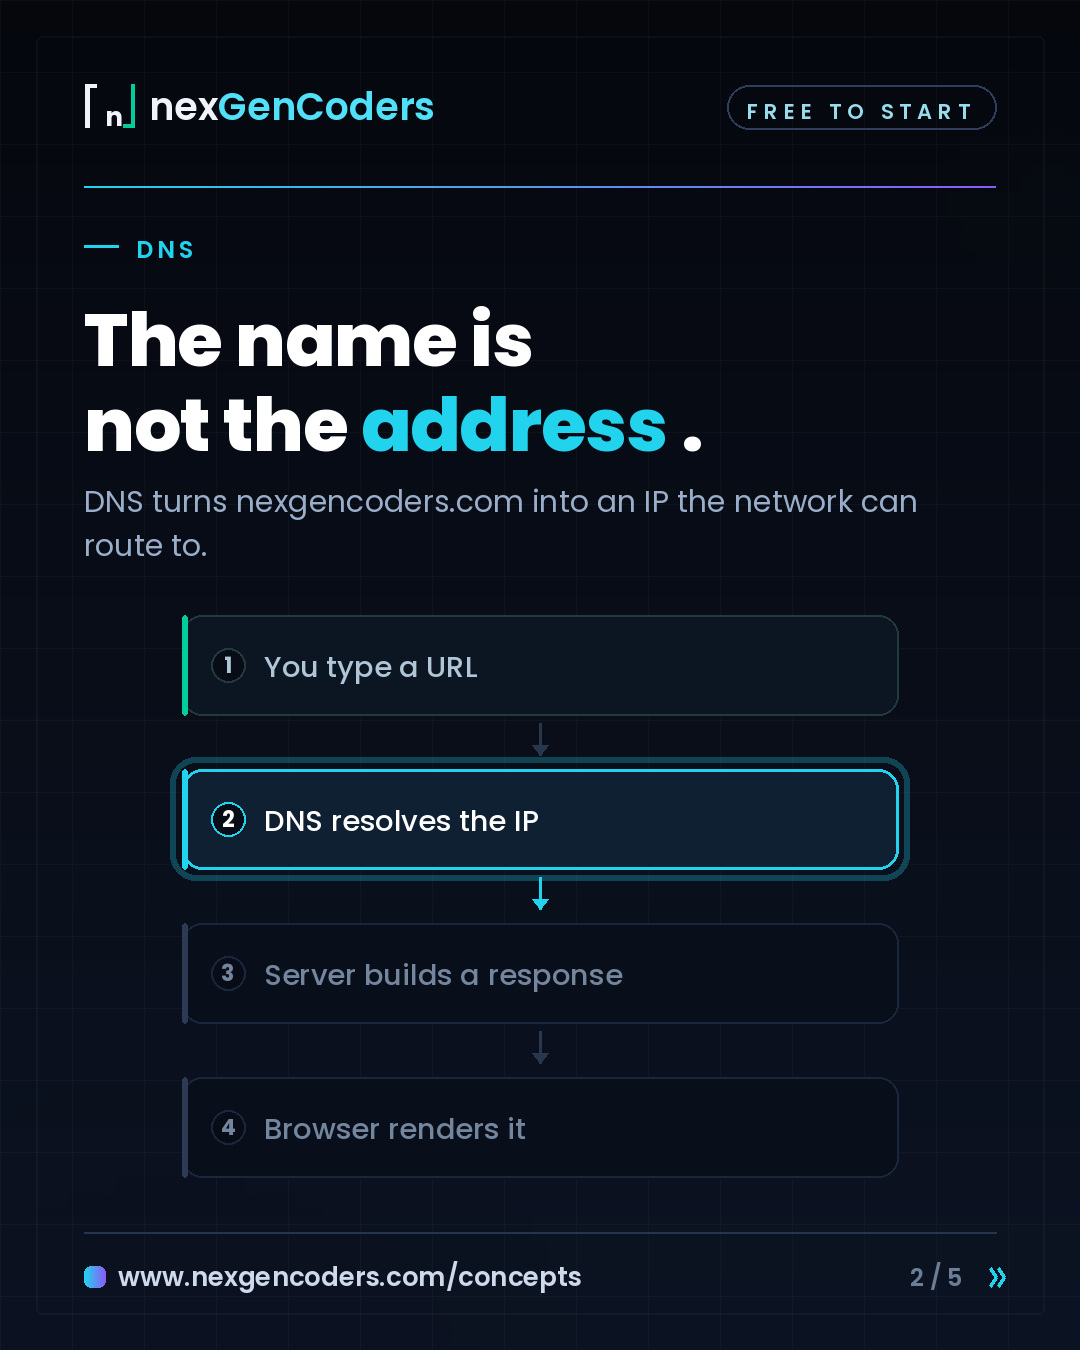 n nexGenCoders
FREE TO START
DNS
The name is
not the address .
DNS turns nexgencoders.com into an IP the network can
route to.
1 You type a URL
2 DNS resolves the IP
3 Server builds a response
4 Browser renders it
www.nexgencoders.com/concepts
2 / 5 »